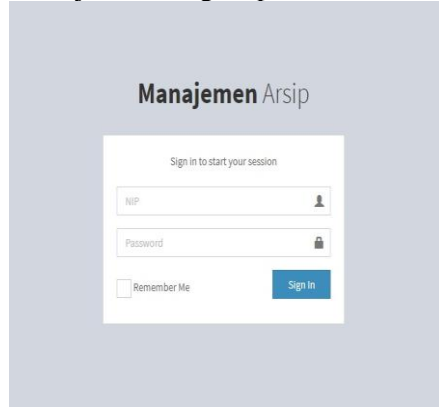 Manajemen Arsip
Sign in to start your session
NIP
Password
Remember Me
Sign In